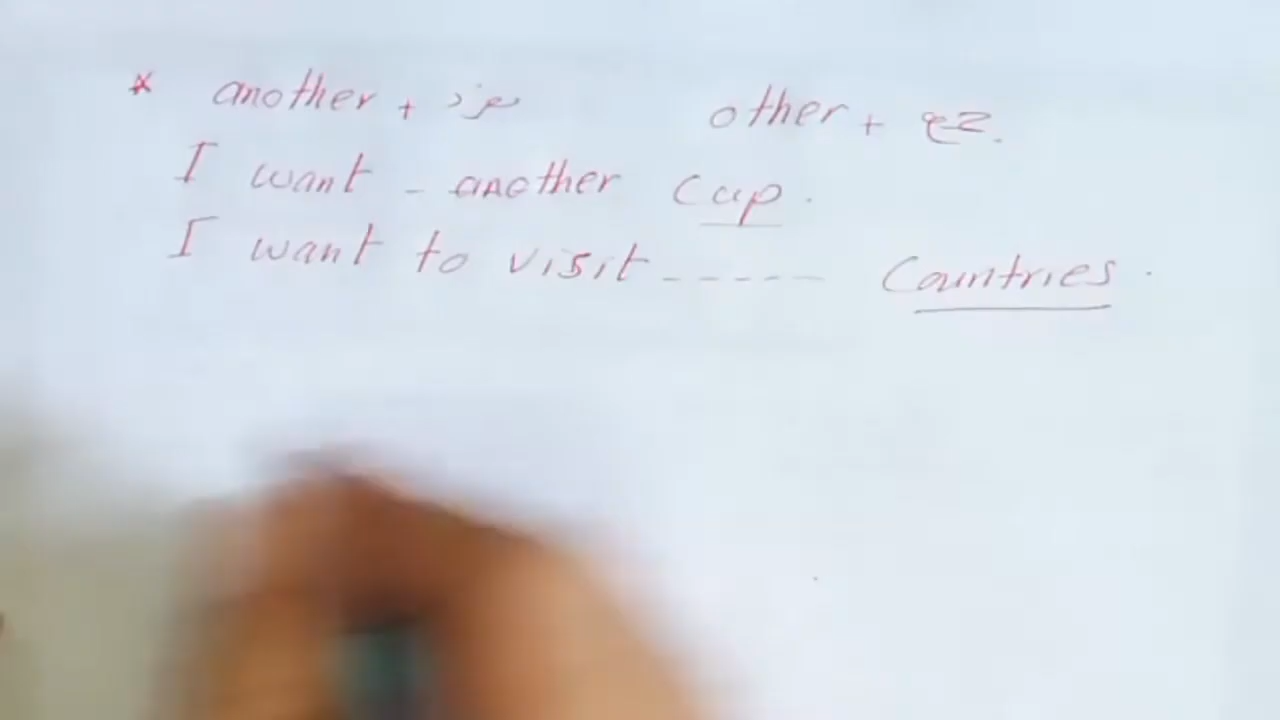 * another + مفرد other + جمع.
I want - another Cup.
I want to visit ----- Countries.